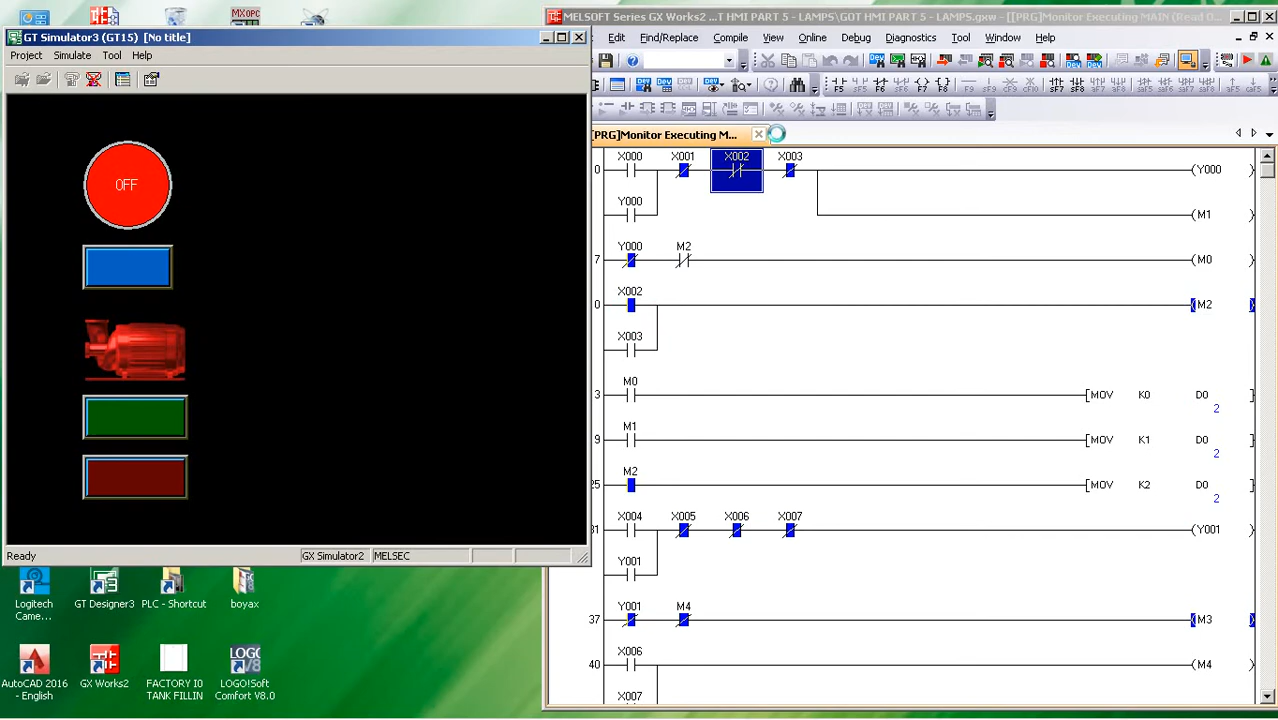 MXOPC
GT Simulator3 (GT15) [No title]
Project Simulate Tool Help
OFF
Ready GX Simulator2 MELSEC
MELSOFT Series GX Works2 ...T HMI PART 5 - LAMPS\GOT HMI PART 5 - LAMPS.gxw - [[PRG]Monitor Executing MAIN (Read O
Edit Find/Replace Compile View Online Debug Diagnostics Tool Window Help
[PRG]Monitor Executing M...
X000 X001 X002 X003
0 (Y000 )
Y000
(M1 )
Y000 M2
7 (M0 )
X002
0 (M2 )
X003
M0
3 [MOV K0 D0 ]
2
M1
9 [MOV K1 D0 ]
2
M2
25 [MOV K2 D0 ]
2
X004 X005 X006 X007
31 (Y001 )
Y001
Y001 M4
37 (M3 )
X006
40 (M4 )
X007
Logitech
Came...
GT Designer3
PLC - Shortcut
boyax
AutoCAD 2016
- English
GX Works2
FACTORY IO
TANK FILLIN
LOGO!Soft
Comfort V8.0